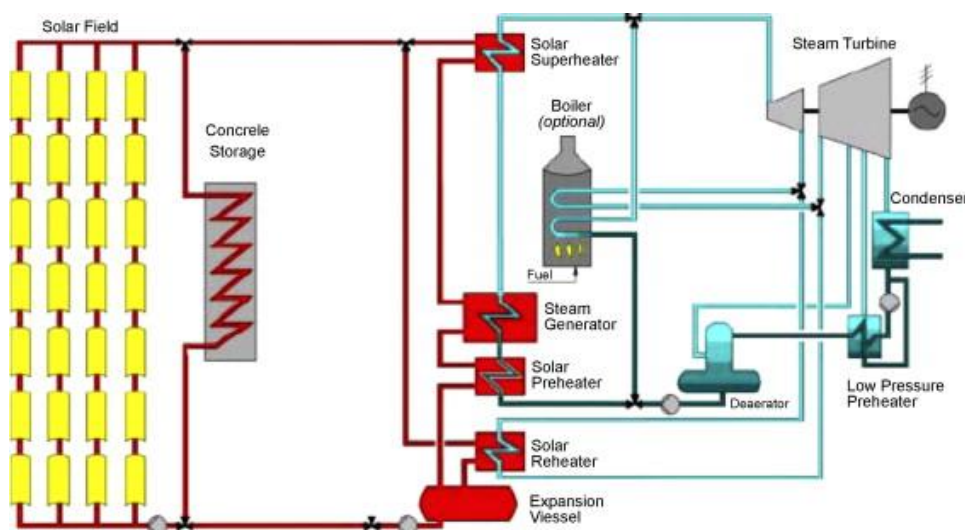 Solar Field
Solar
Superheater
Steam Turbine
Boiler
(optional)
Concrele
Storage
Condenser
Fuel
Steam
Generator
Solar
Preheater
Deaerator
Low Pressure
Preheater
Solar
Reheater
Expansion
Viessel